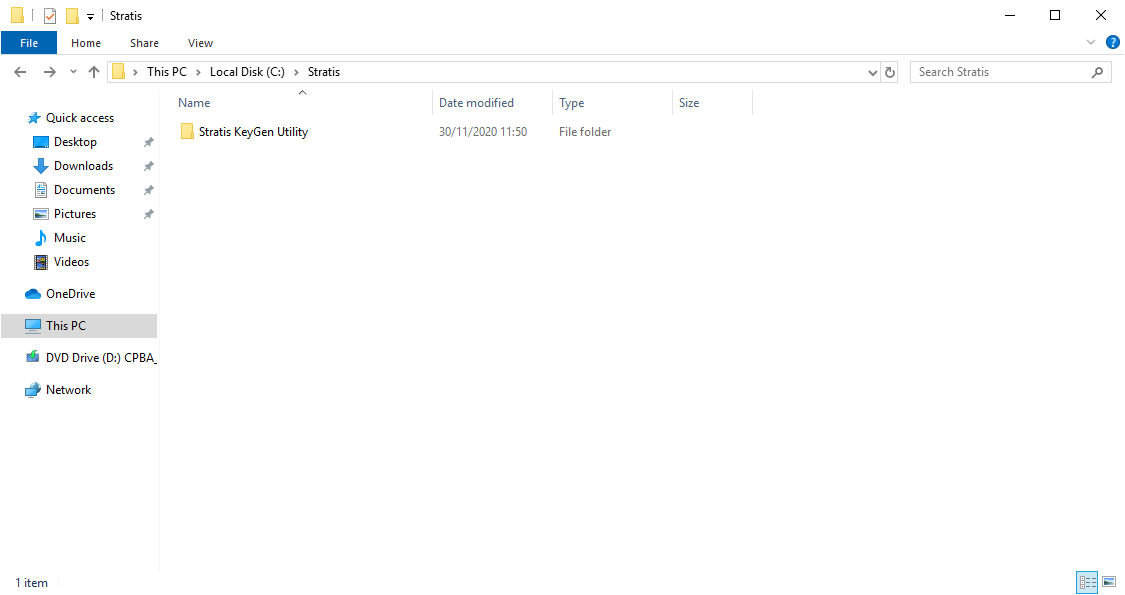 Stratis
File Home Share View
This PC Local Disk (C:) Stratis
Search Stratis
Name Date modified Type Size
Stratis KeyGen Utility 30/11/2020 11:50 File folder
Quick access
Desktop
Downloads
Documents
Pictures
Music
Videos
OneDrive
This PC
DVD Drive (D:) CPBA_
Network
1 item